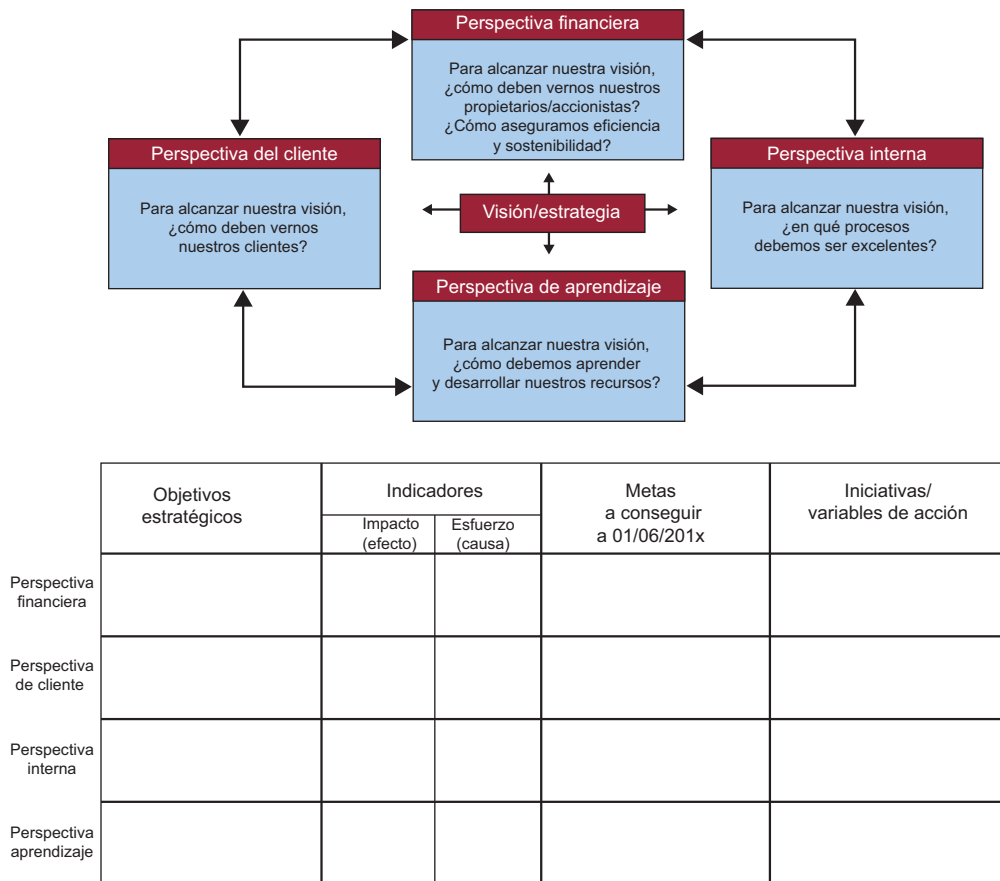 Perspectiva financiera
Para alcanzar nuestra visión,
¿cómo deben vernos nuestros
propietarios/accionistas?
¿Cómo aseguramos eficiencia
y sostenibilidad?
Perspectiva del cliente
Para alcanzar nuestra visión,
¿cómo deben vernos
nuestros clientes?
Visión/estrategia
Perspectiva interna
Para alcanzar nuestra visión,
¿en qué procesos
debemos ser excelentes?
Perspectiva de aprendizaje
Para alcanzar nuestra visión,
¿cómo debemos aprender
y desarrollar nuestros recursos?
Objetivos
estratégicos
Indicadores
Impacto
(efecto)
Esfuerzo
(causa)
Metas
a conseguir
a 01/06/201x
Iniciativas/
variables de acción
Perspectiva
financiera
Perspectiva
de cliente
Perspectiva
interna
Perspectiva
aprendizaje